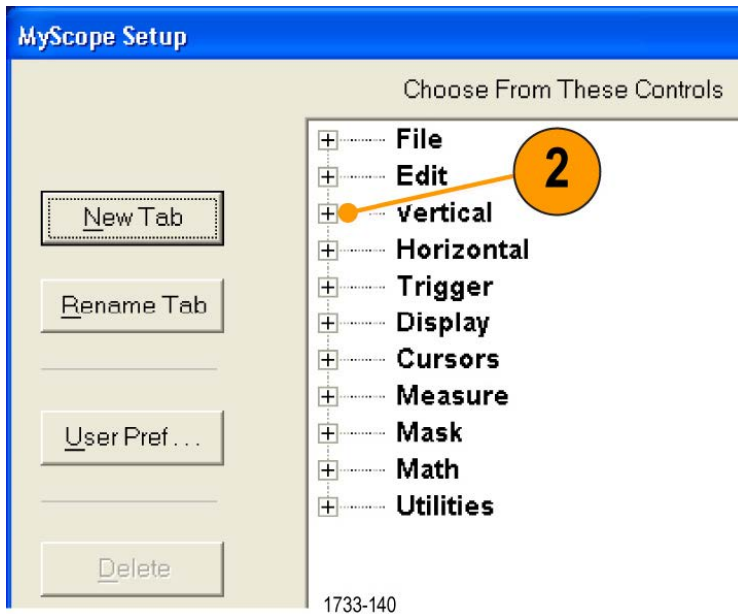 MyScope Setup
Choose From These Controls
File
Edit
2
Vertical
New Tab
Horizontal
Trigger
Rename Tab
Display
Cursors
Measure
User Pref . . .
Mask
Math
Utilities
Delete
1733-140